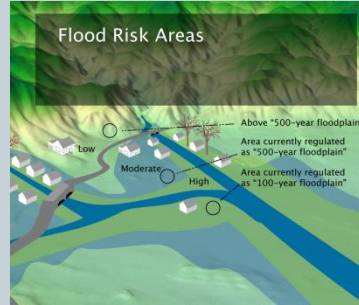 Flood Risk Areas
Above "500-year floodplain
Low
Area currently regulated
as "500-year floodplain"
Moderate
High
Area currently regulated
as "100-year floodplain"